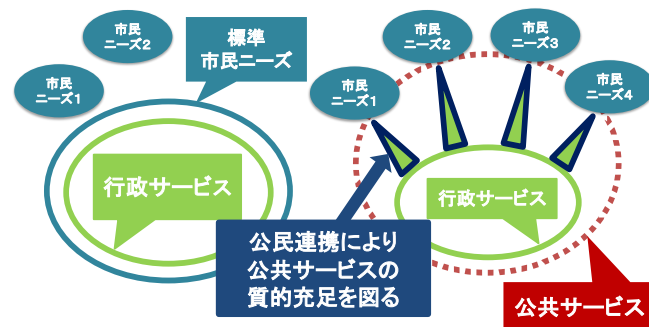 市民
ニーズ1
市民
ニーズ2
標準
市民ニーズ
行政サービス
市民
ニーズ1
市民
ニーズ2
市民
ニーズ3
市民
ニーズ4
行政サービス
公民連携により
公共サービスの
質的充足を図る
公共サービス